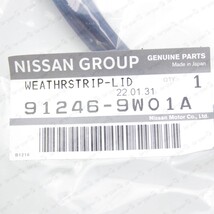 NISSAN GROUP
GENUINE PARTS
Made in Japan
WEATHRSTRIP-LID
22.01.31
1
91246-9W01A
Nissan Motor Co., Ltd.